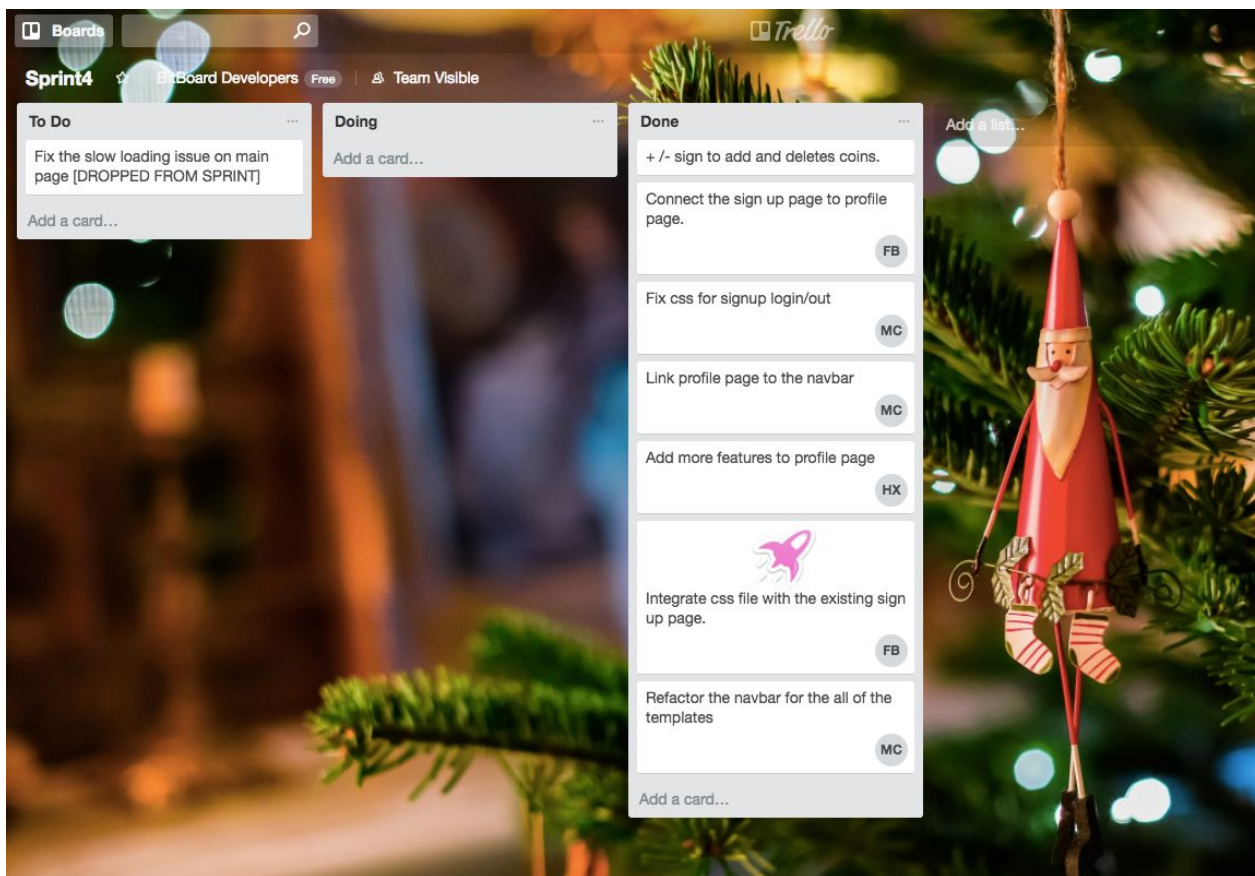 Boards
Trello
Sprint4
BitBoard Developers Free
Team Visible
To Do
Fix the slow loading issue on main
page [DROPPED FROM SPRINT]
Add a card...
Doing
Add a card...
Done
+ /- sign to add and deletes coins.
Connect the sign up page to profile
page.
FB
Fix css for signup login/out
MC
Link profile page to the navbar
MC
Add more features to profile page
HX
Integrate css file with the existing sign
up page.
FB
Refactor the navbar for the all of the
templates
MC
Add a card...
Add a list...